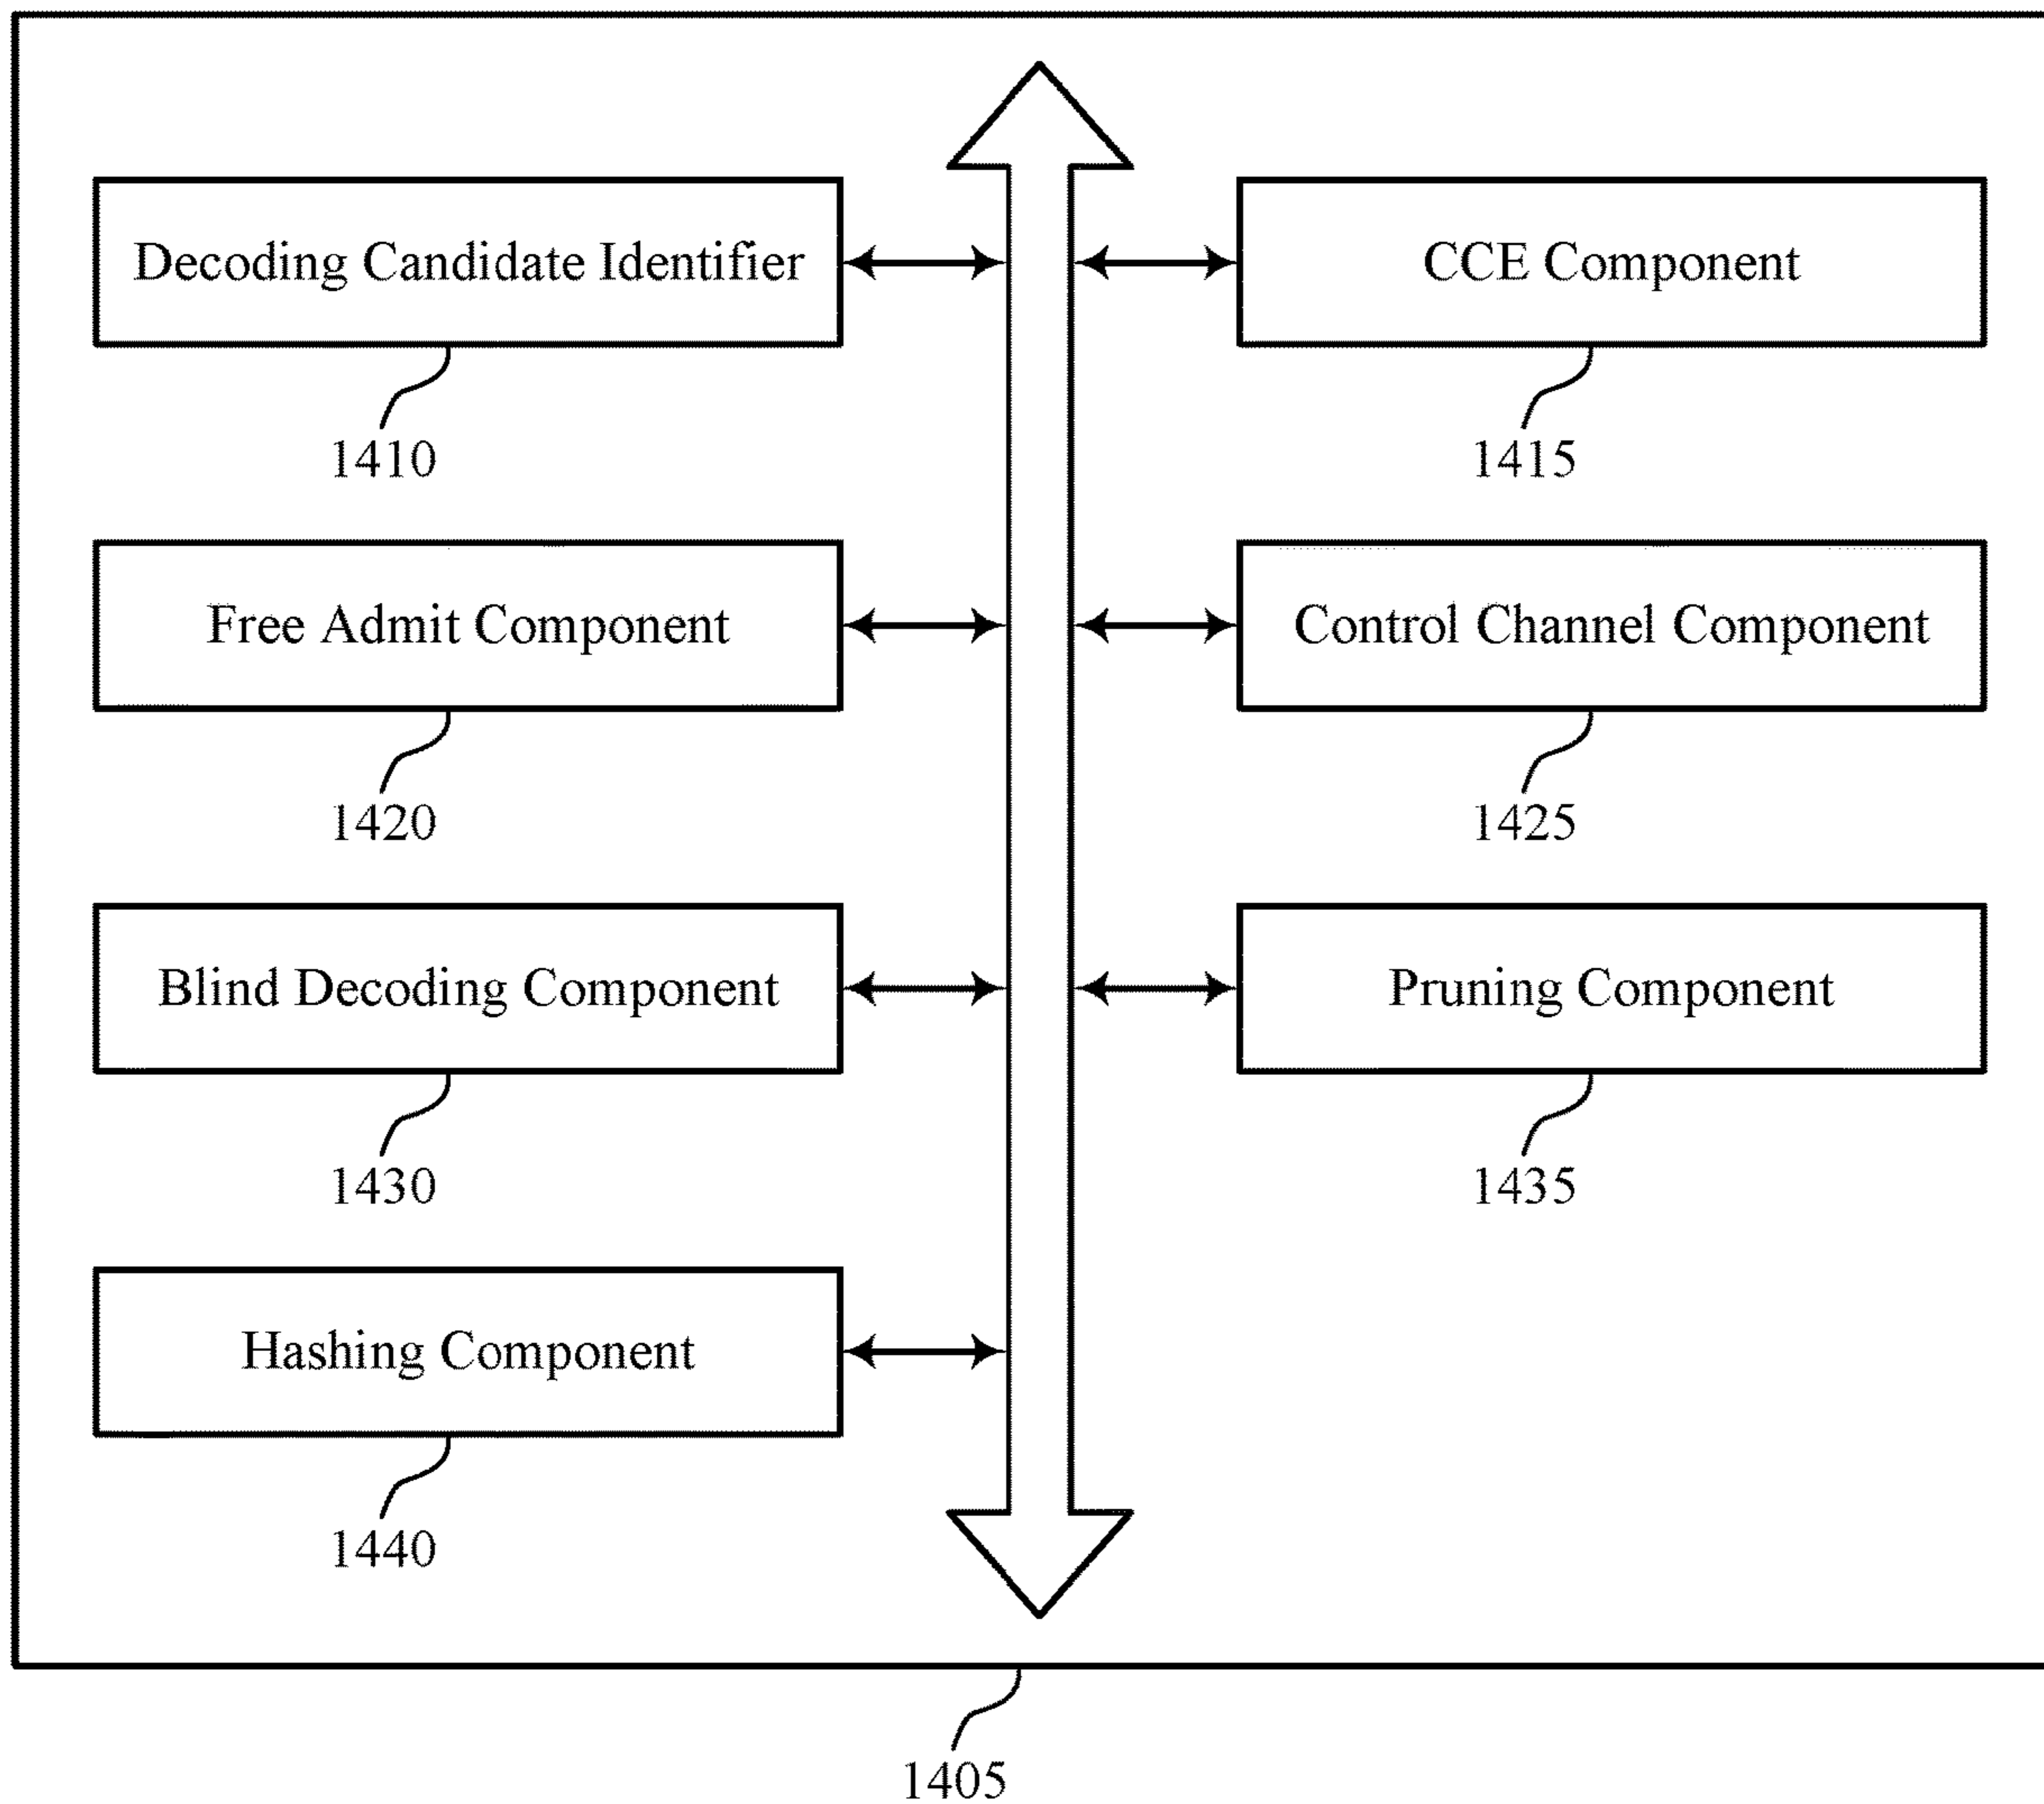 Decoding Candidate Identifier
CCE Component
1410
1415
Free Admit Component
Control Channel Component
1420
1425
Blind Decoding Component
Pruning Component
1430
1435
Hashing Component
1440
1405